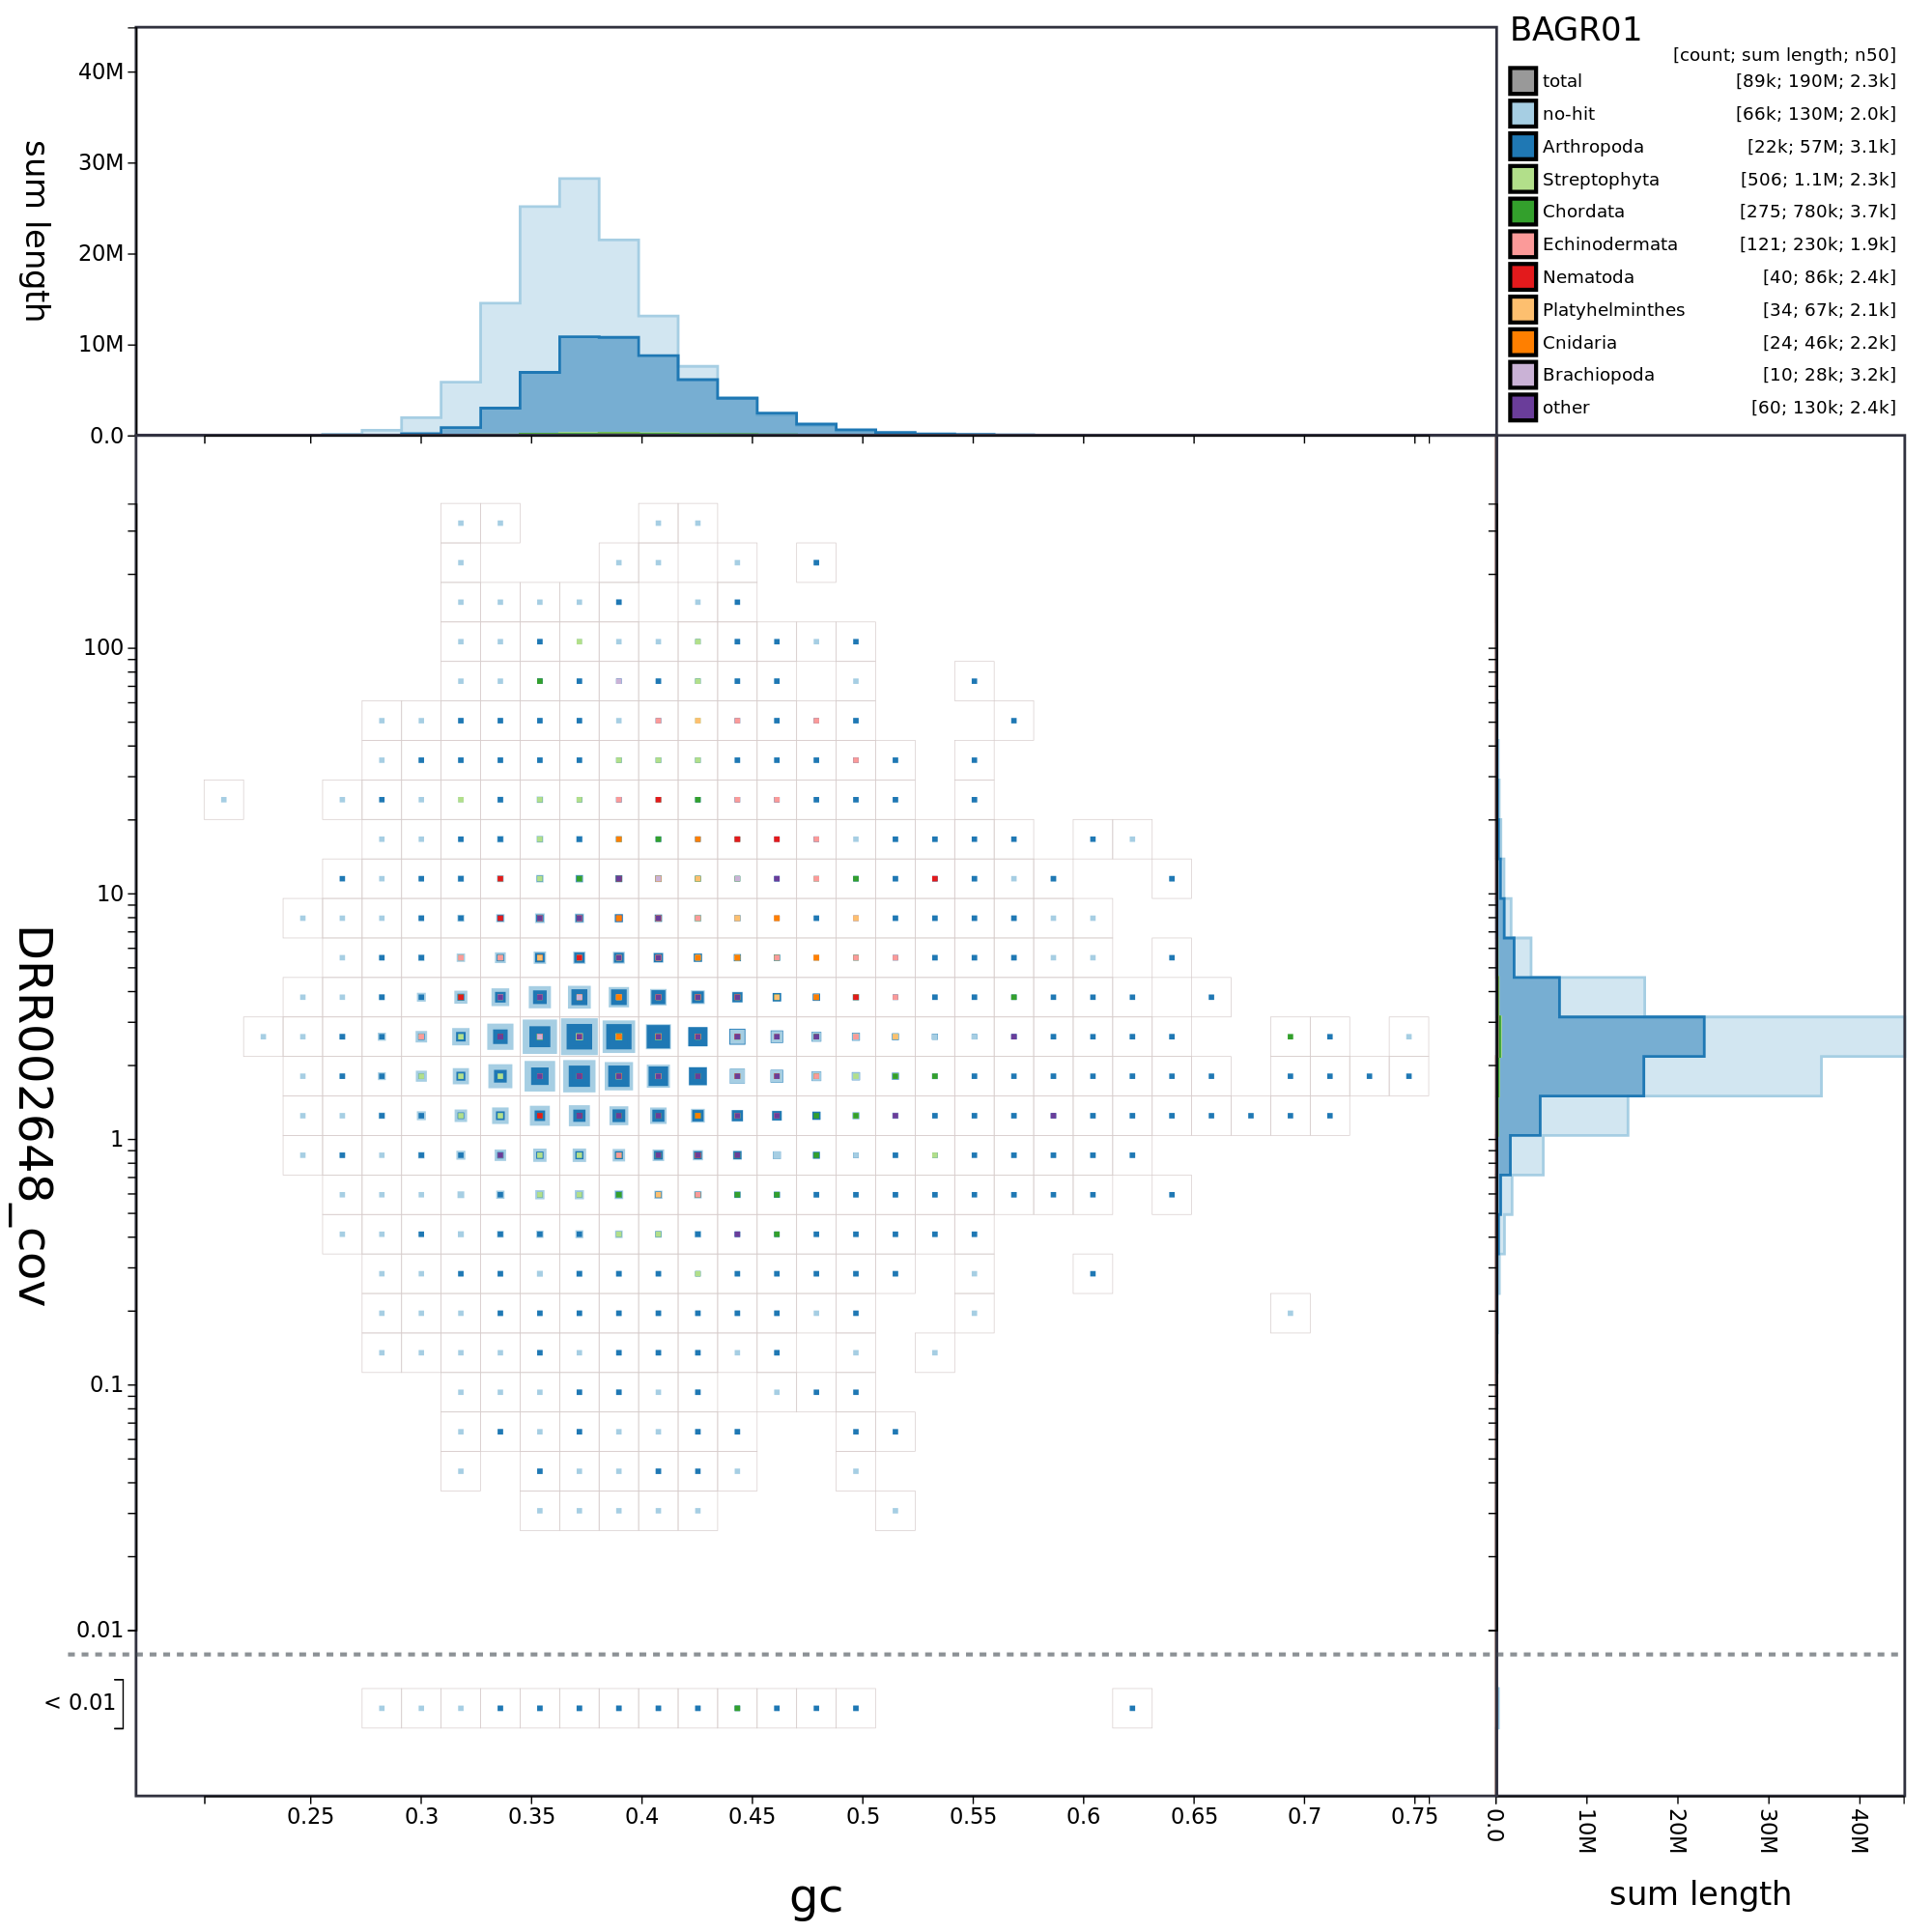 BAGR01
[count; sum length; n50]
total [89k; 190M; 2.3k]
no-hit [66k; 130M; 2.0k]
Arthropoda [22k; 57M; 3.1k]
Streptophyta [506; 1.1M; 2.3k]
Chordata [275; 780k; 3.7k]
Echinodermata [121; 230k; 1.9k]
Nematoda [40; 86k; 2.4k]
Platyhelminthes [34; 67k; 2.1k]
Cnidaria [24; 46k; 2.2k]
Brachiopoda [10; 28k; 3.2k]
other [60; 130k; 2.4k]
sum length
40M
30M
20M
10M
0.0
DRR002648_cov
100
10
1
0.1
0.01
< 0.01
0.25 0.3 0.35 0.4 0.45 0.5 0.55 0.6 0.65 0.7 0.75
gc
0.0 10M 20M 30M 40M
sum length